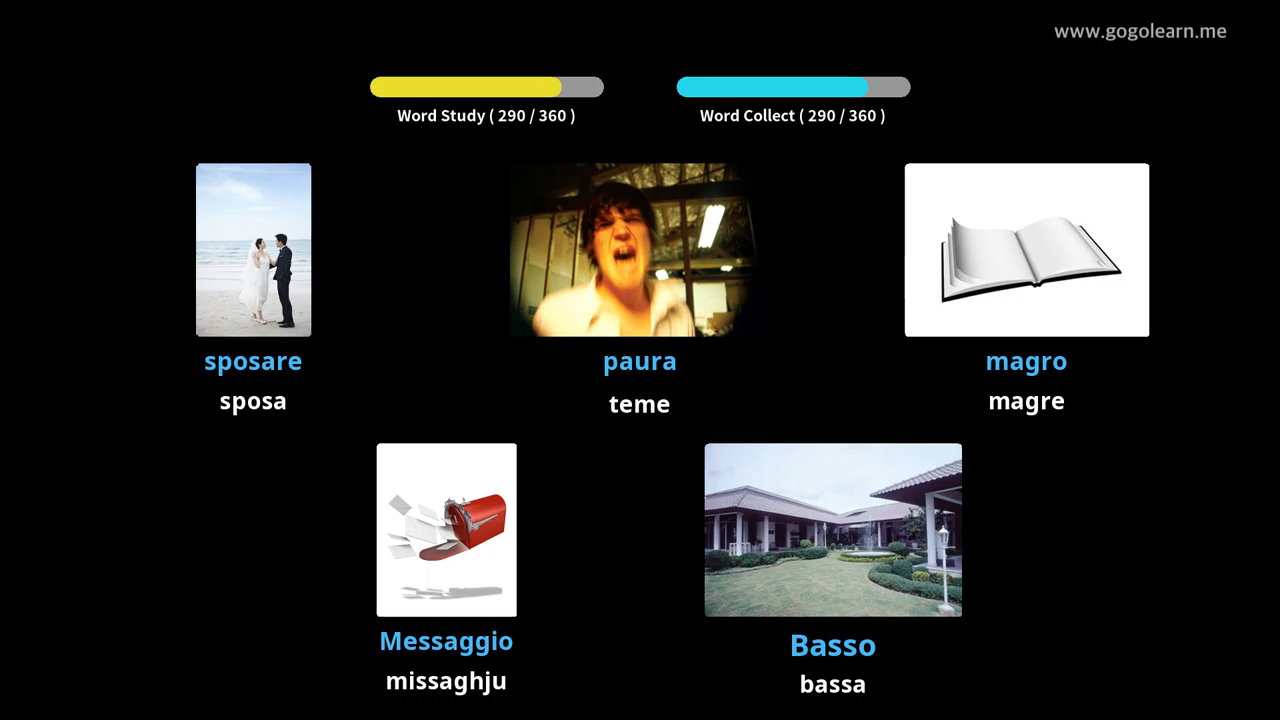 www.gogolearn.me
Word Study ( 290 / 360 )
Word Collect ( 290 / 360 )
sposare
sposa
paura
teme
magro
magre
Messaggio
missaghju
Basso
bassa